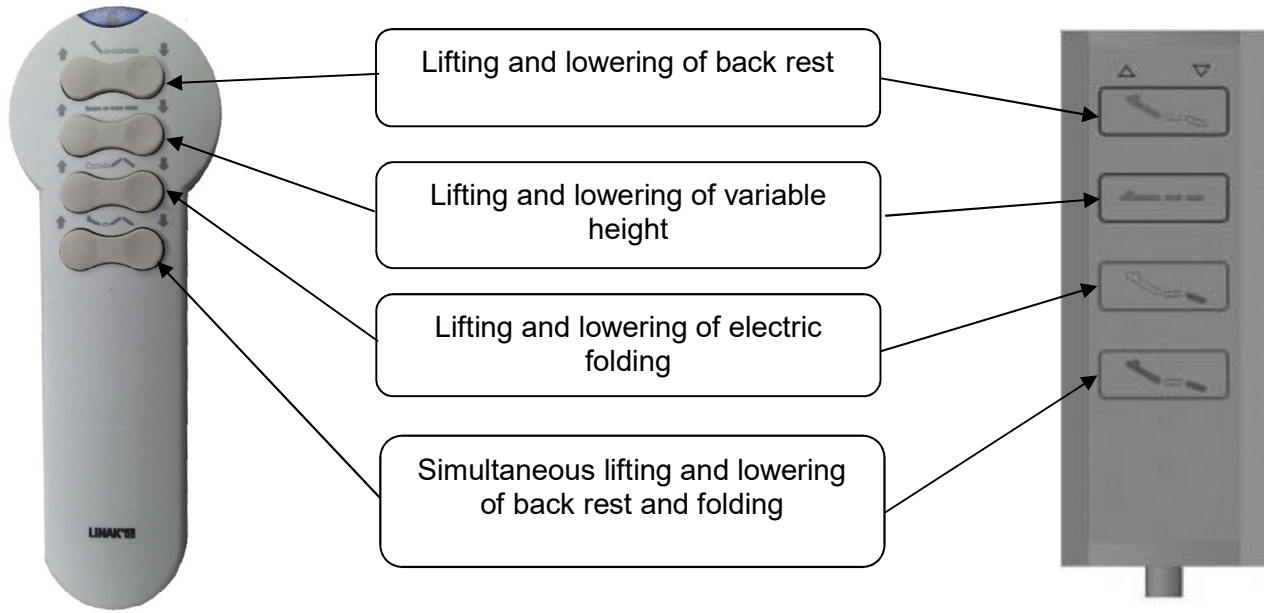 Lifting and lowering of back rest
Lifting and lowering of variable
height
Lifting and lowering of electric
folding
Simultaneous lifting and lowering
of back rest and folding
LINAK